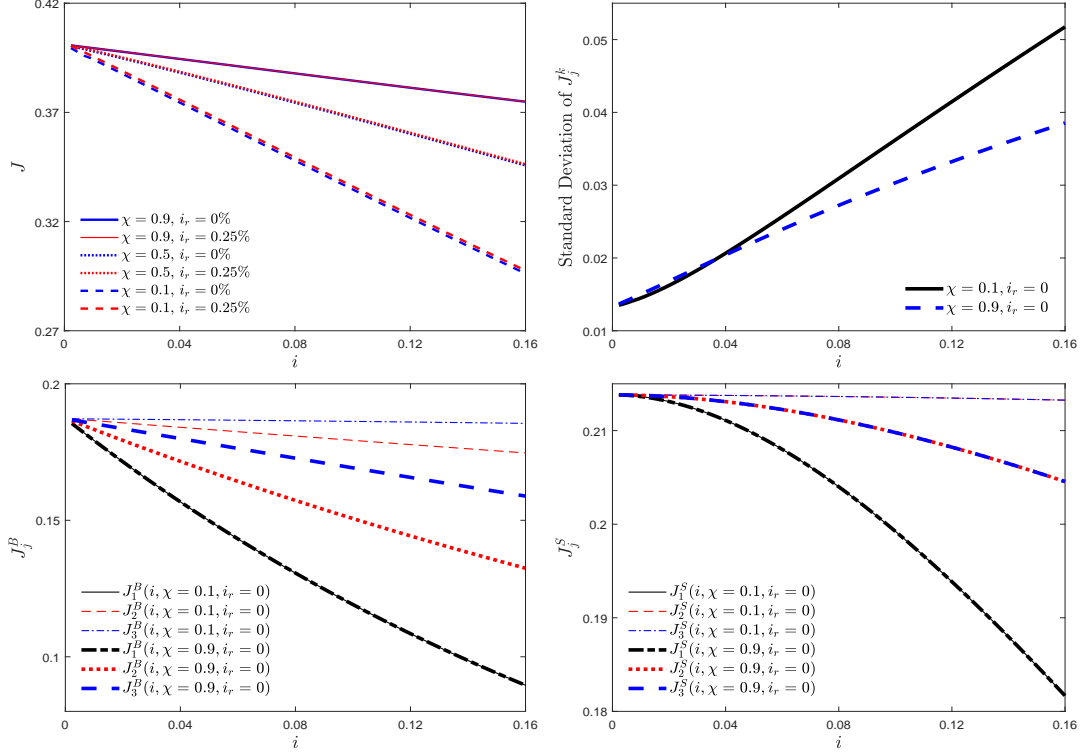 0.42
0.37
0.32
0.27
J
χ = 0.9, i_r = 0%
χ = 0.9, i_r = 0.25%
χ = 0.5, i_r = 0%
χ = 0.5, i_r = 0.25%
χ = 0.1, i_r = 0%
χ = 0.1, i_r = 0.25%
0 0.04 0.08 0.12 0.16
i
0.05
0.04
0.03
0.02
0.01
Standard Deviation of J_j^k
χ = 0.1, i_r = 0
χ = 0.9, i_r = 0
0 0.04 0.08 0.12 0.16
i
0.2
0.15
0.1
J_j^B
J_1^B(i, χ = 0.1, i_r = 0)
J_2^B(i, χ = 0.1, i_r = 0)
J_3^B(i, χ = 0.1, i_r = 0)
J_1^B(i, χ = 0.9, i_r = 0)
J_2^B(i, χ = 0.9, i_r = 0)
J_3^B(i, χ = 0.9, i_r = 0)
0 0.04 0.08 0.12 0.16
i
0.21
0.2
0.19
0.18
J_j^S
J_1^S(i, χ = 0.1, i_r = 0)
J_2^S(i, χ = 0.1, i_r = 0)
J_3^S(i, χ = 0.1, i_r = 0)
J_1^S(i, χ = 0.9, i_r = 0)
J_2^S(i, χ = 0.9, i_r = 0)
J_3^S(i, χ = 0.9, i_r = 0)
0 0.04 0.08 0.12 0.16
i